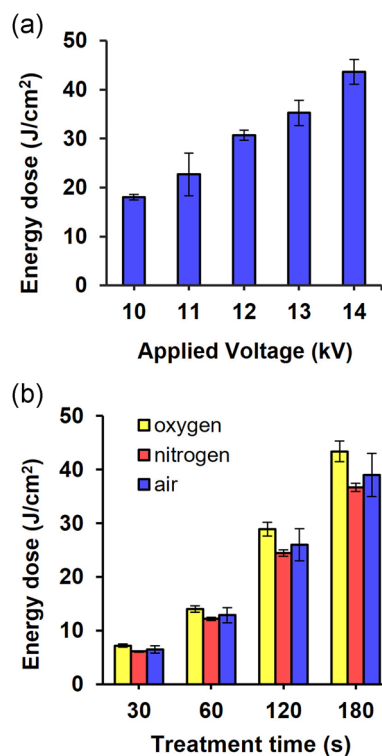 (a)
Energy dose (J/cm²)
50
40
30
20
10
0
10 11 12 13 14
Applied Voltage (kV)
(b)
Energy dose (J/cm²)
50
40
30
20
10
0
oxygen
nitrogen
air
30 60 120 180
Treatment time (s)